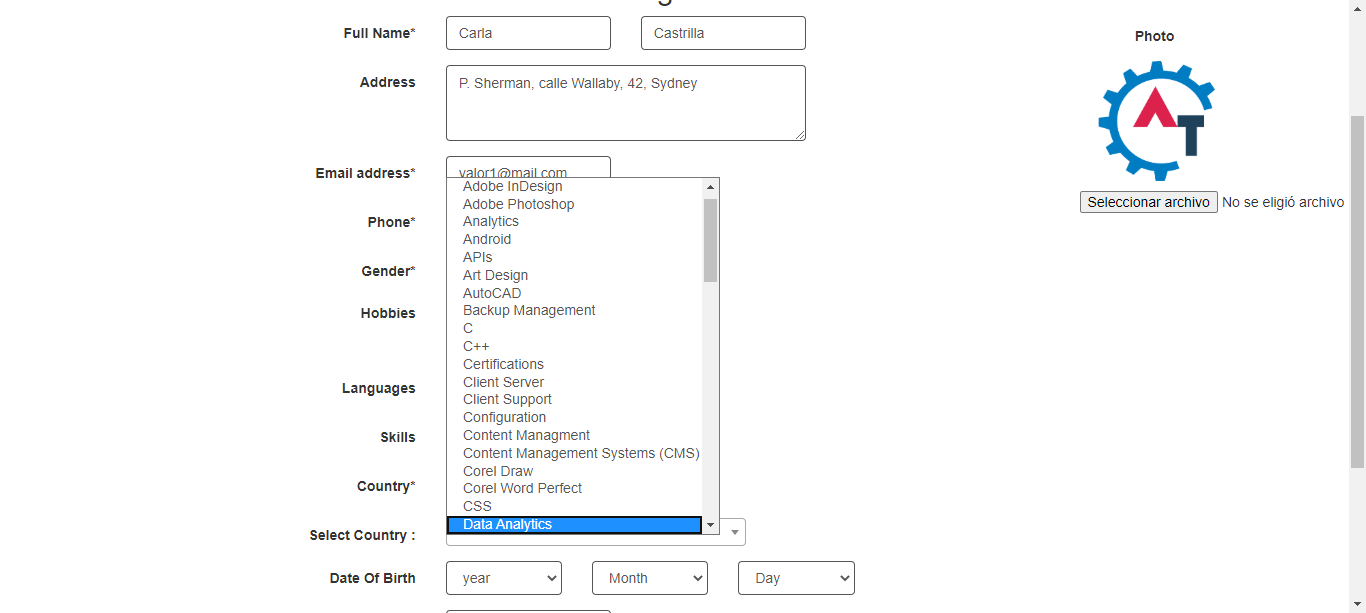 Full Name* Carla Castrilla
Photo
Address P. Sherman, calle Wallaby, 42, Sydney
AT
Email address* valor1@mail.com
Adobe InDesign
Seleccionar archivo No se eligió archivo
Adobe Photoshop
Phone* Analytics
Android
APIs
Gender* Art Design
AutoCAD
Hobbies Backup Management
C
C++
Certifications
Languages Client Server
Client Support
Configuration
Skills Content Managment
Content Management Systems (CMS)
Corel Draw
Country* Corel Word Perfect
CSS
Data Analytics
Select Country :
Date Of Birth year Month Day